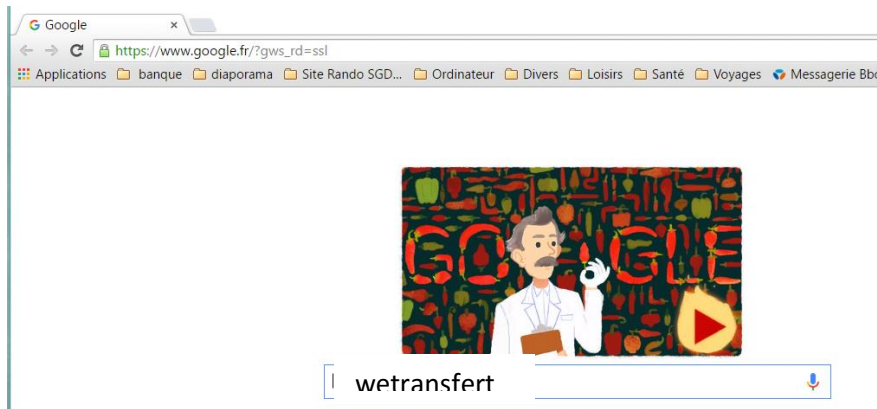 Google
https://www.google.fr/?gws_rd=ssl
Applications banque diaporama Site Rando SGD... Ordinateur Divers Loisirs Santé Voyages Messagerie Bbo
GOOGLE
wetransfert